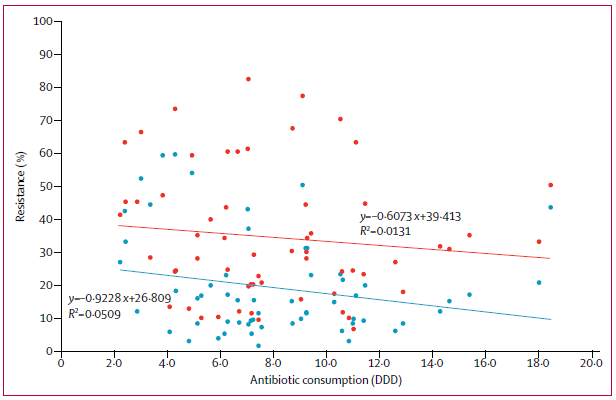 100
90
80
70
60
50
40
30
20
10
0
Resistance (%)
y=–0·6073x+39·413
R²=0·0131
y=–0·9228x+26·809
R²=0·0509
0 2·0 4·0 6·0 8·0 10·0 12·0 14·0 16·0 18·0 20·0
Antibiotic consumption (DDD)